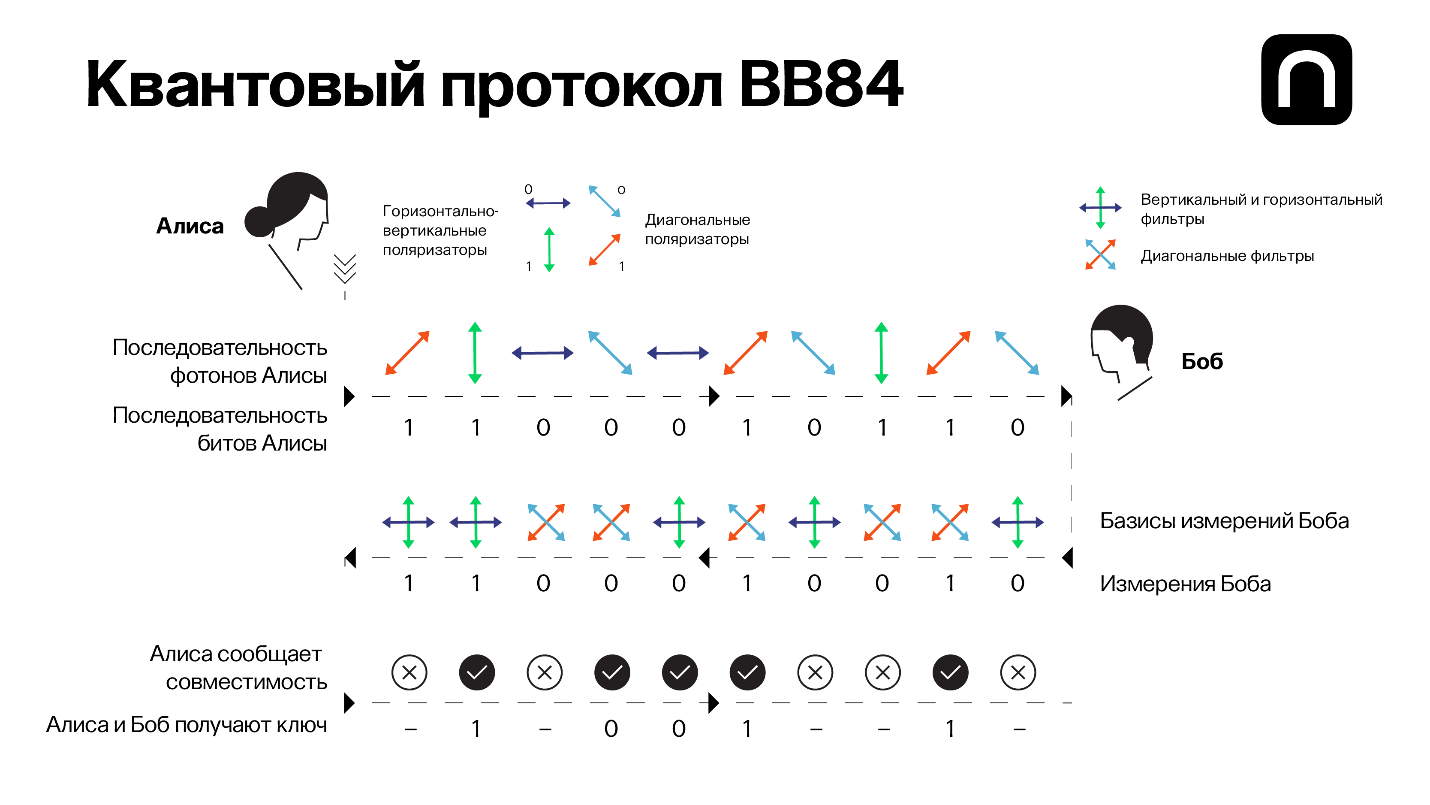 Квантовый протокол BB84
Алиса
Горизонтально-
вертикальные
поляризаторы
0 o
1 1
Диагональные
поляризаторы
Вертикальный и горизонтальный
фильтры
Диагональные фильтры
Боб
Последовательность
фотонов Алисы
Последовательность
битов Алисы
1 1 0 0 0 1 0 1 1 0
Базисы измерений Боба
1 1 0 0 0 1 0 0 1 0
Измерения Боба
Алиса сообщает
совместимость
Алиса и Боб получают ключ
– 1 – 0 0 1 – – 1 –